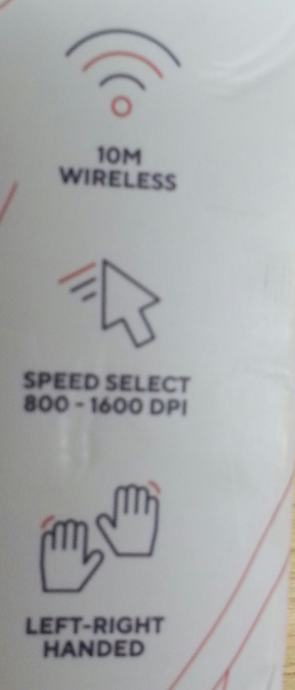 10M
WIRELESS
SPEED SELECT
800 - 1600 DPI
LEFT-RIGHT
HANDED